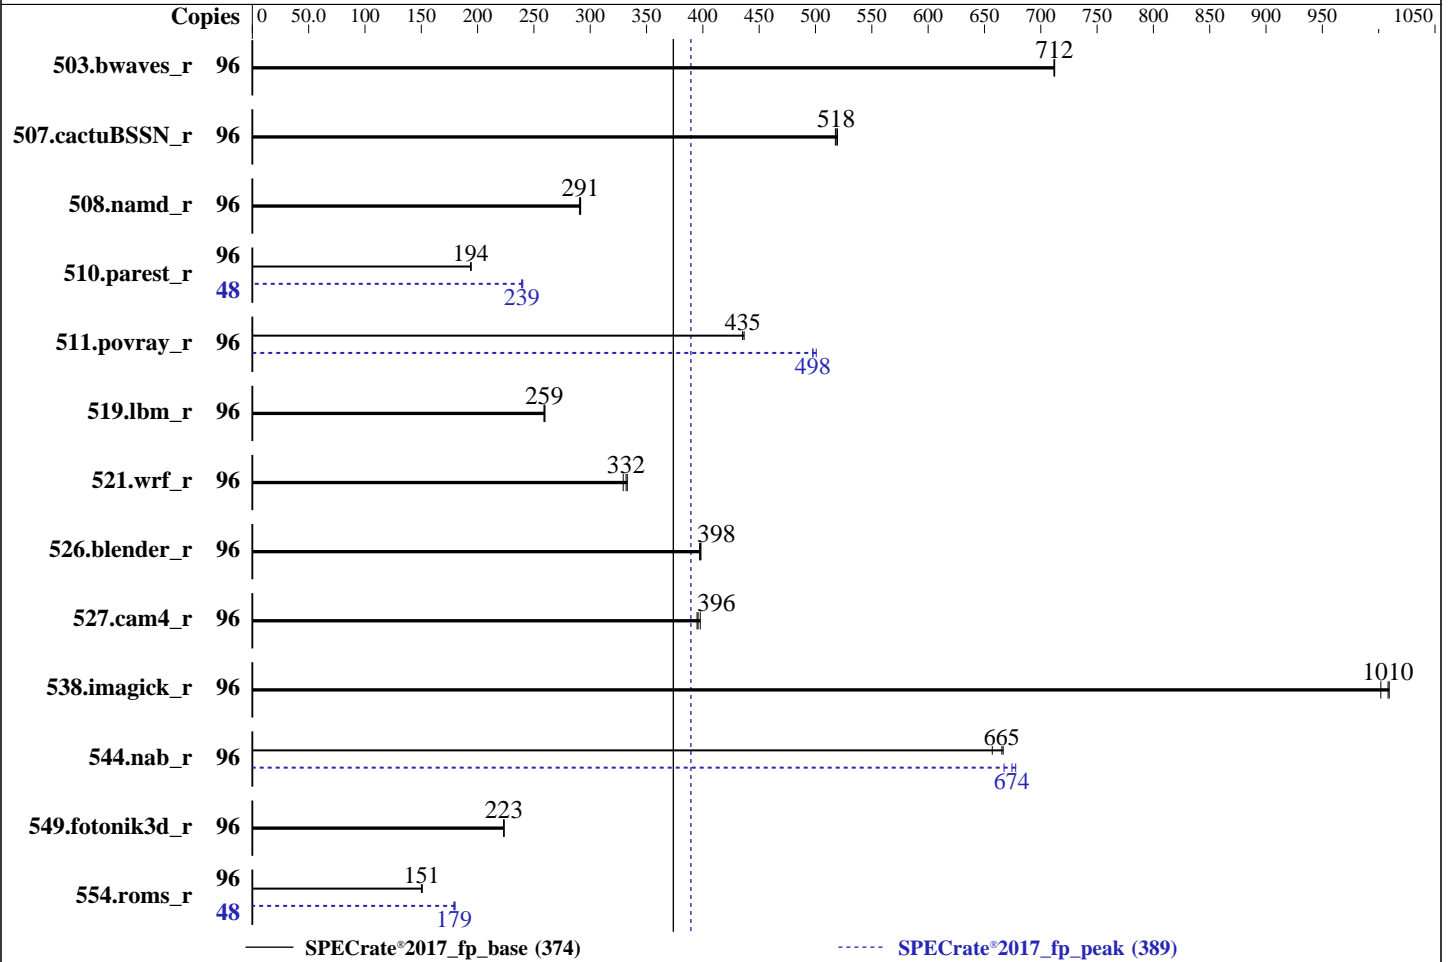 Copies 0 50.0 100 150 200 250 300 350 400 450 500 550 600 650 700 750 800 850 900 950 1050
503.bwaves_r 96 712
507.cactuBSSN_r 96 518
508.namd_r 96 291
510.parest_r 96 194
48 239
511.povray_r 96 435
498
519.lbm_r 96 259
521.wrf_r 96 332
526.blender_r 96 398
527.cam4_r 96 396
538.imagick_r 96 1010
544.nab_r 96 665
674
549.fotonik3d_r 96 223
554.roms_r 96 151
48 179
SPECrate®2017_fp_base (374) SPECrate®2017_fp_peak (389)